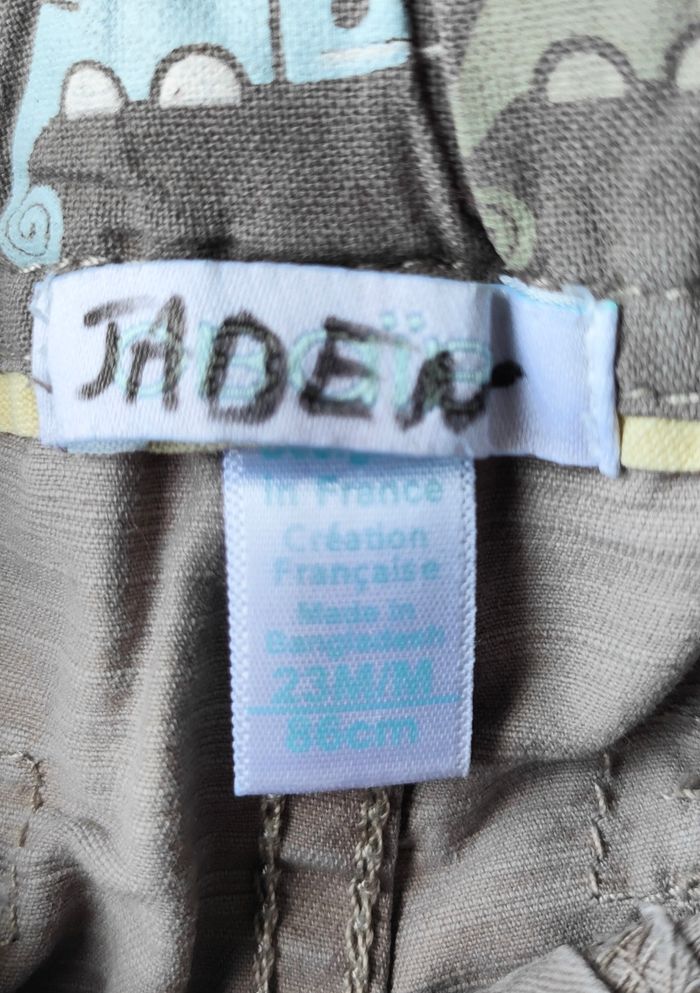 JADEN
in France
Création
Française
Made in
Bangladesh
23M/M
86cm